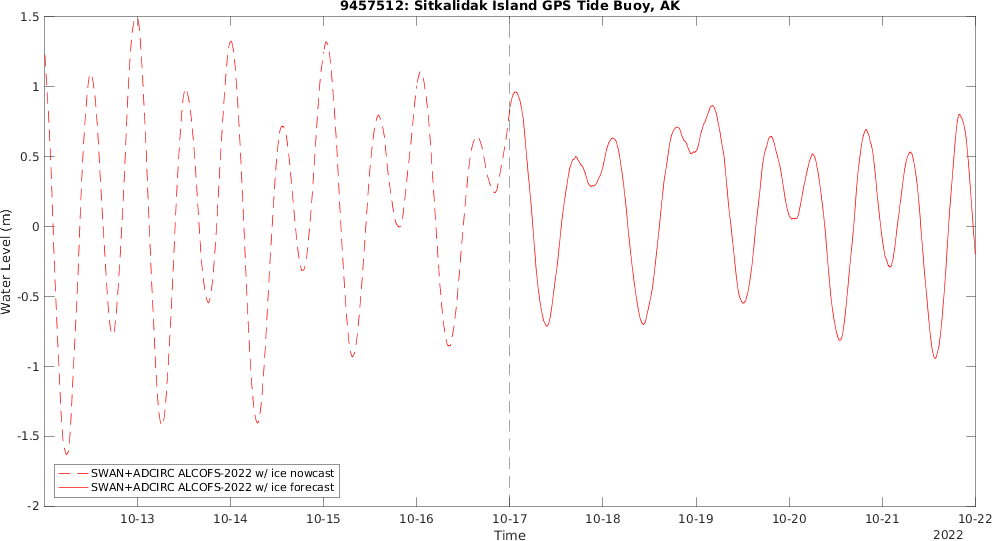 9457512: Sitkalidak Island GPS Tide Buoy, AK
1.5
1
0.5
0
-0.5
-1
-1.5
-2
Water Level (m)
SWAN+ADCIRC ALCOFS-2022 w/ ice nowcast
SWAN+ADCIRC ALCOFS-2022 w/ ice forecast
10-13 10-14 10-15 10-16 10-17 10-18 10-19 10-20 10-21 10-22
Time
2022